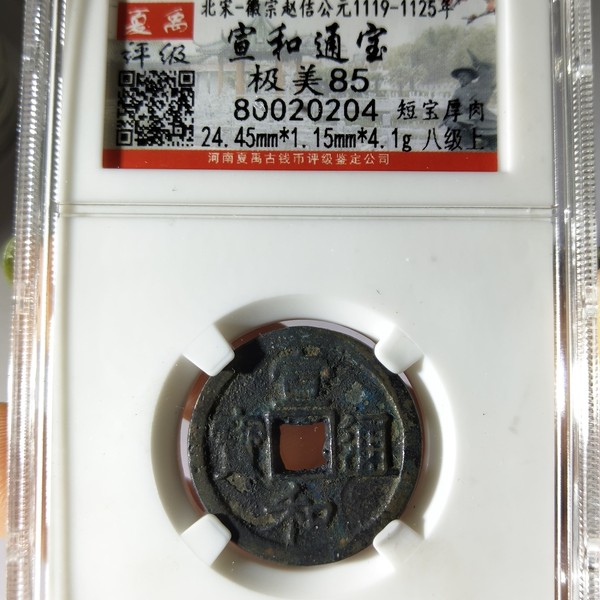 夏禹
评级
北宋-徽宗赵佶公元1119-1125年
宣和通宝
极美85
80020204 短宝厚肉
24.45mm*1.15mm*4.1g 八级上
河南夏禹古钱币评级鉴定公司
宣和通寳